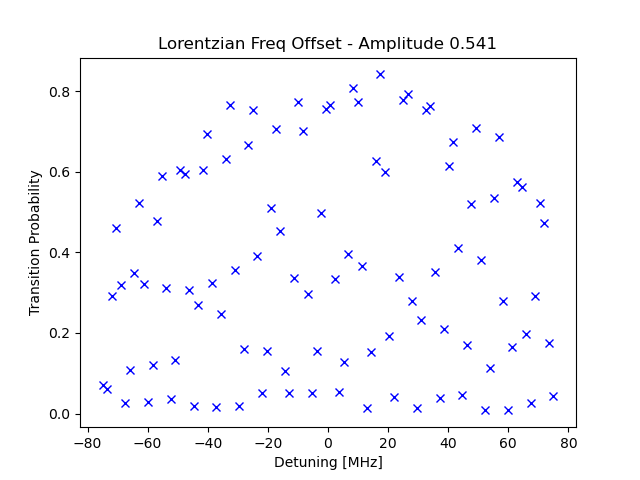 Lorentzian Freq Offset - Amplitude 0.541
Transition Probability
0.8
0.6
0.4
0.2
0.0
−80 −60 −40 −20 0 20 40 60 80
Detuning [MHz]